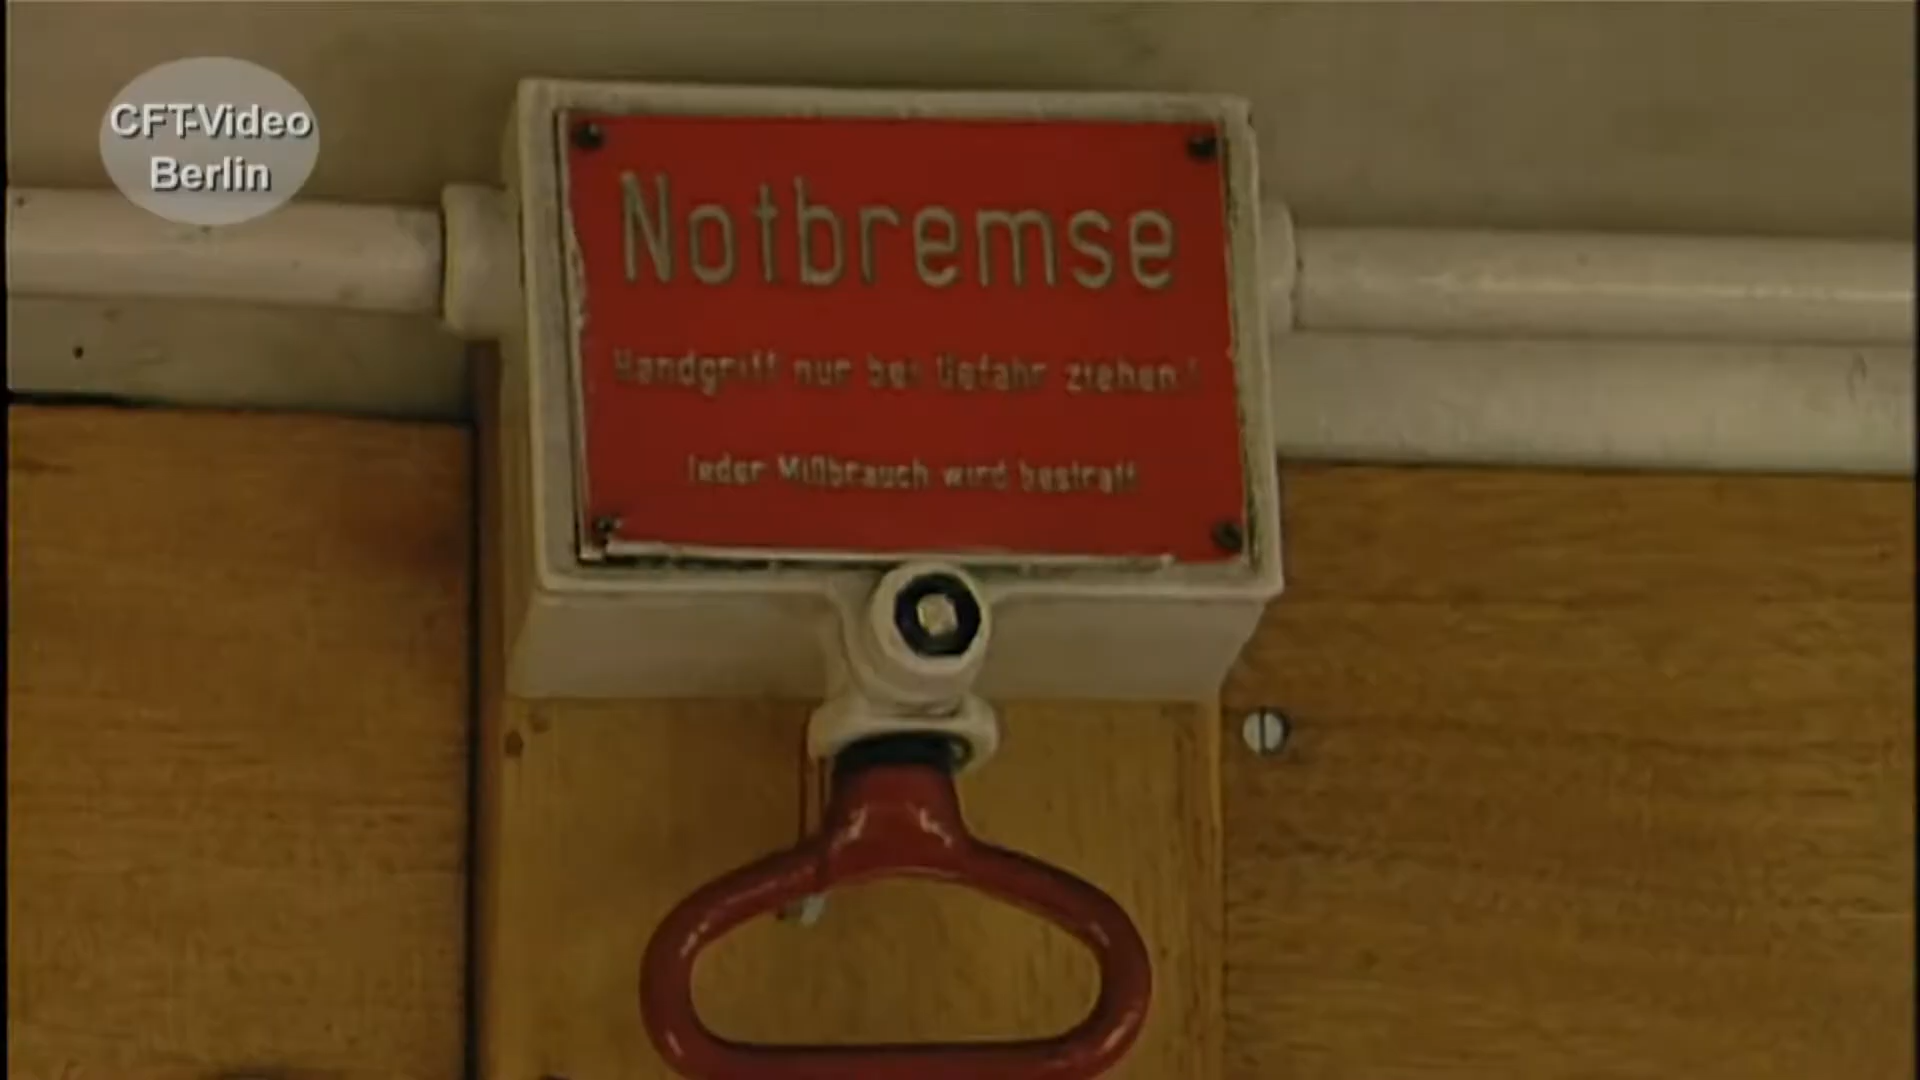 CFT-Video
Berlin
Notbremse
Handgriff nur bei Gefahr ziehen!
Jeder Mißbrauch wird bestraft